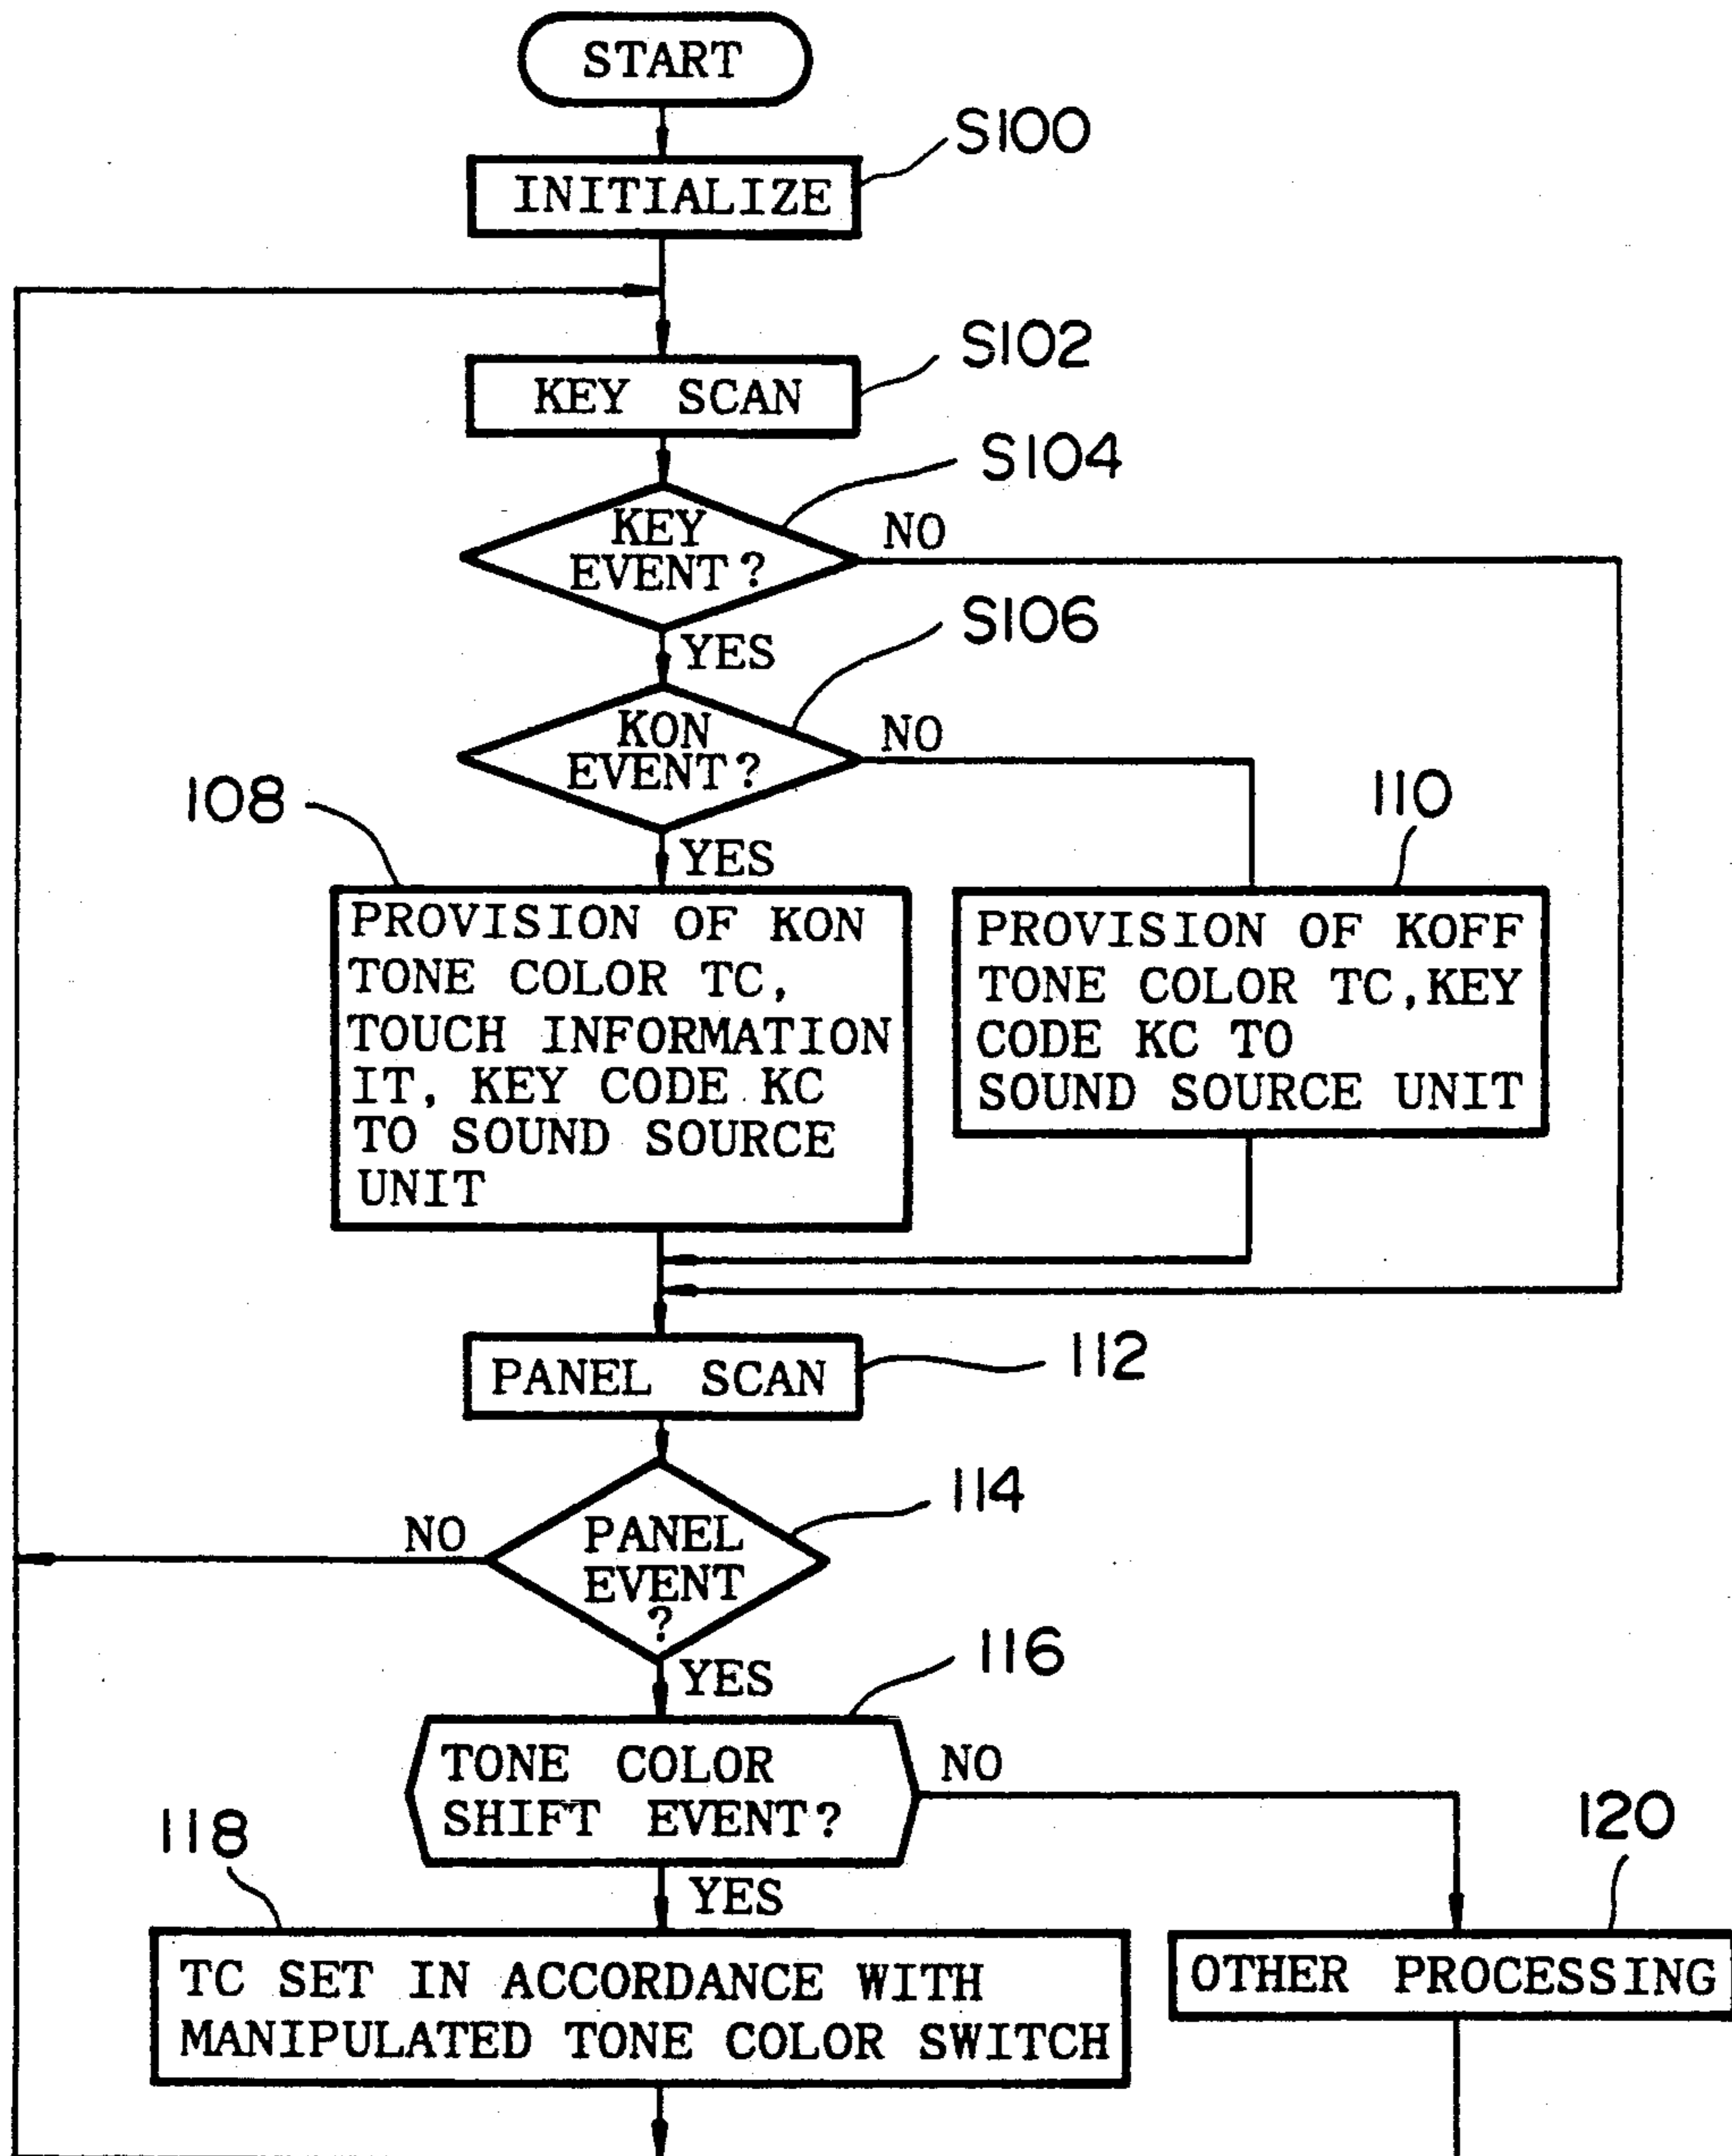 START
S100
INITIALIZE
S102
KEY SCAN
S104
KEY
EVENT?
NO
YES
S106
KON
EVENT?
NO
YES
108
110
PROVISION OF KON
TONE COLOR TC,
TOUCH INFORMATION
IT, KEY CODE KC
TO SOUND SOURCE
UNIT
PROVISION OF KOFF
TONE COLOR TC,KEY
CODE KC TO
SOUND SOURCE UNIT
PANEL SCAN
112
114
NO
PANEL
EVENT
?
YES
116
TONE COLOR
SHIFT EVENT?
NO
YES
118
120
TC SET IN ACCORDANCE WITH
MANIPULATED TONE COLOR SWITCH
OTHER PROCESSING